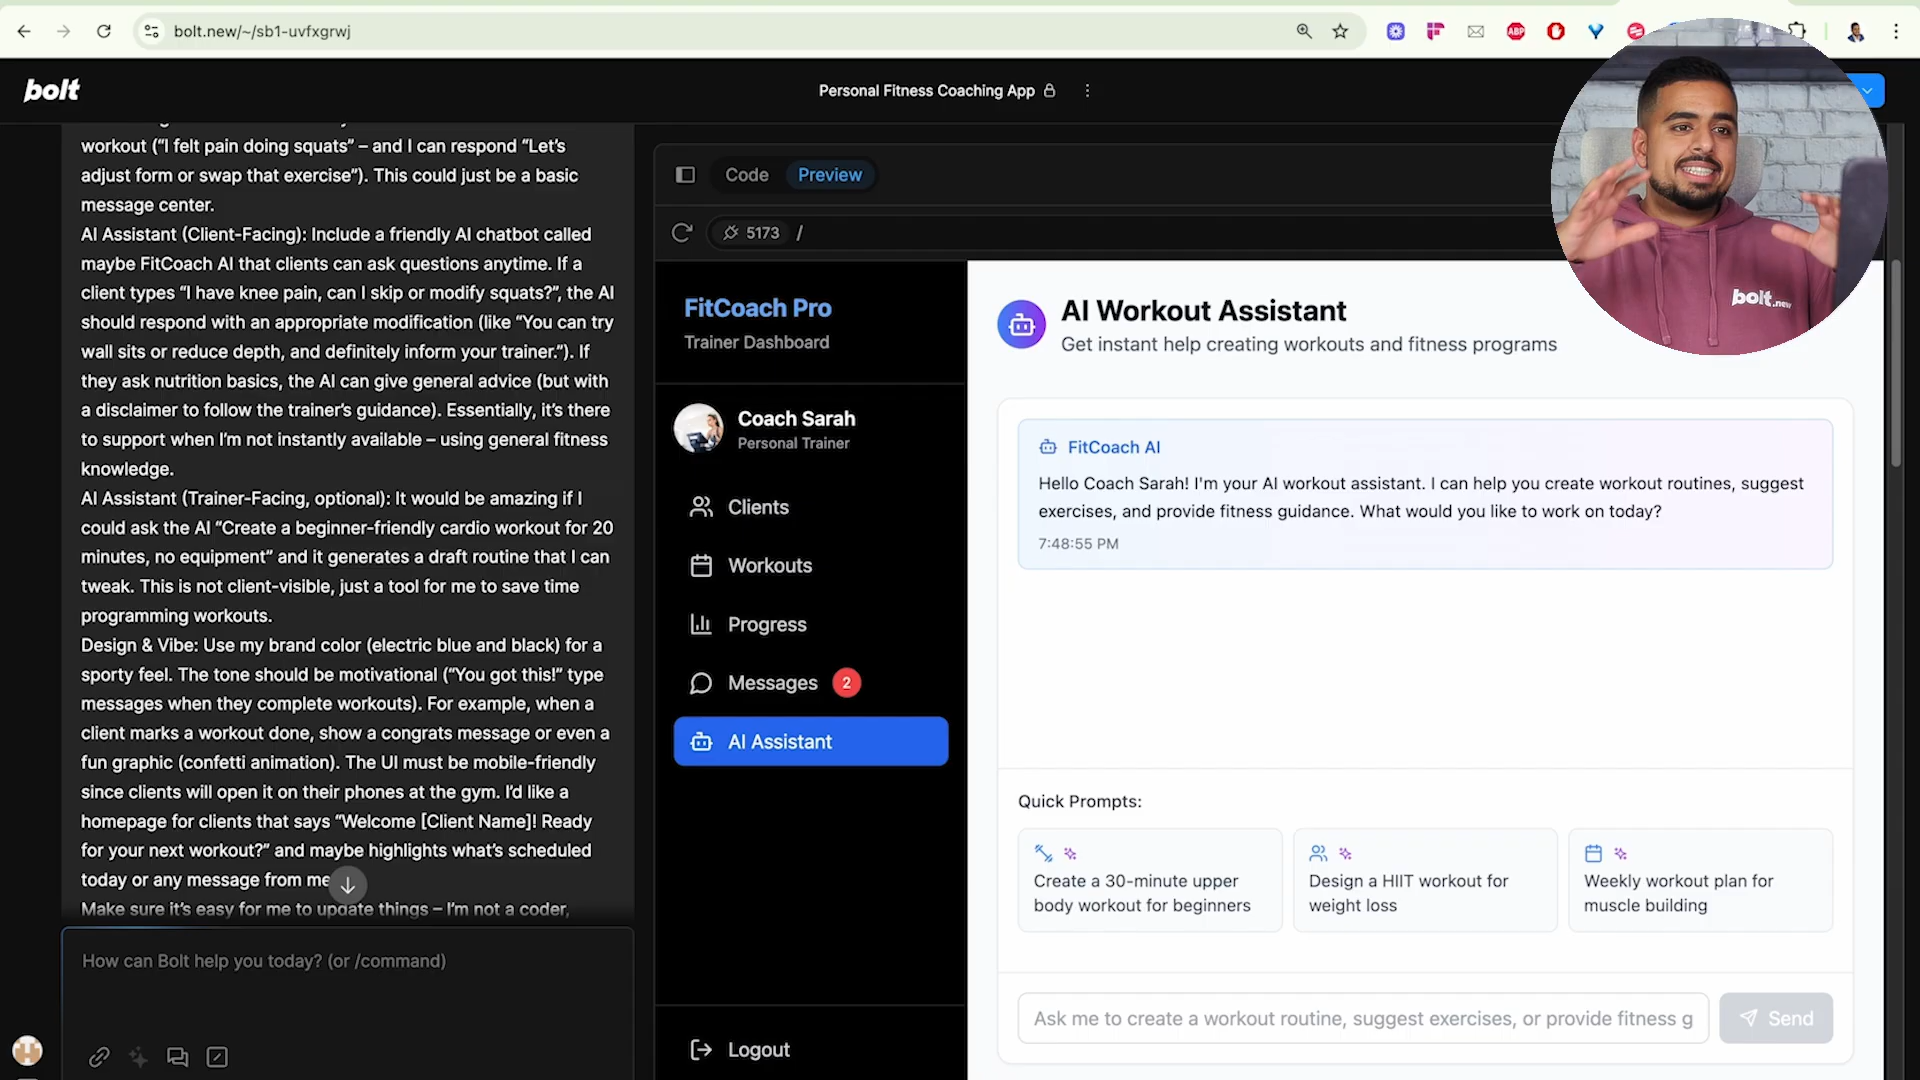 bolt.new/~/sb1-uvfxgrwj
ABP
bolt
Personal Fitness Coaching App
workout (“I felt pain doing squats” – and I can respond “Let’s
adjust form or swap that exercise”). This could just be a basic
message center.
AI Assistant (Client-Facing): Include a friendly AI chatbot called
maybe FitCoach AI that clients can ask questions anytime. If a
client types “I have knee pain, can I skip or modify squats?”, the AI
should respond with an appropriate modification (like “You can try
wall sits or reduce depth, and definitely inform your trainer.”). If
they ask nutrition basics, the AI can give general advice (but with
a disclaimer to follow the trainer’s guidance). Essentially, it’s there
to support when I’m not instantly available – using general fitness
knowledge.
AI Assistant (Trainer-Facing, optional): It would be amazing if I
could ask the AI “Create a beginner-friendly cardio workout for 20
minutes, no equipment” and it generates a draft routine that I can
tweak. This is not client-visible, just a tool for me to save time
programming workouts.
Design & Vibe: Use my brand color (electric blue and black) for a
sporty feel. The tone should be motivational (“You got this!” type
messages when they complete workouts). For example, when a
client marks a workout done, show a congrats message or even a
fun graphic (confetti animation). The UI must be mobile-friendly
since clients will open it on their phones at the gym. I’d like a
homepage for clients that says “Welcome [Client Name]! Ready
for your next workout?” and maybe highlights what’s scheduled
today or any message from me
Make sure it’s easy for me to update things – I’m not a coder,
How can Bolt help you today? (or /command)
Code
Preview
5173 /
FitCoach Pro
Trainer Dashboard
Coach Sarah
Personal Trainer
Clients
Workouts
Progress
Messages 2
AI Assistant
Logout
AI Workout Assistant
Get instant help creating workouts and fitness programs
FitCoach AI
Hello Coach Sarah! I'm your AI workout assistant. I can help you create workout routines, suggest
exercises, and provide fitness guidance. What would you like to work on today?
7:48:55 PM
Quick Prompts:
Create a 30-minute upper
body workout for beginners
Design a HIIT workout for
weight loss
Weekly workout plan for
muscle building
Ask me to create a workout routine, suggest exercises, or provide fitness g
Send
bolt.new